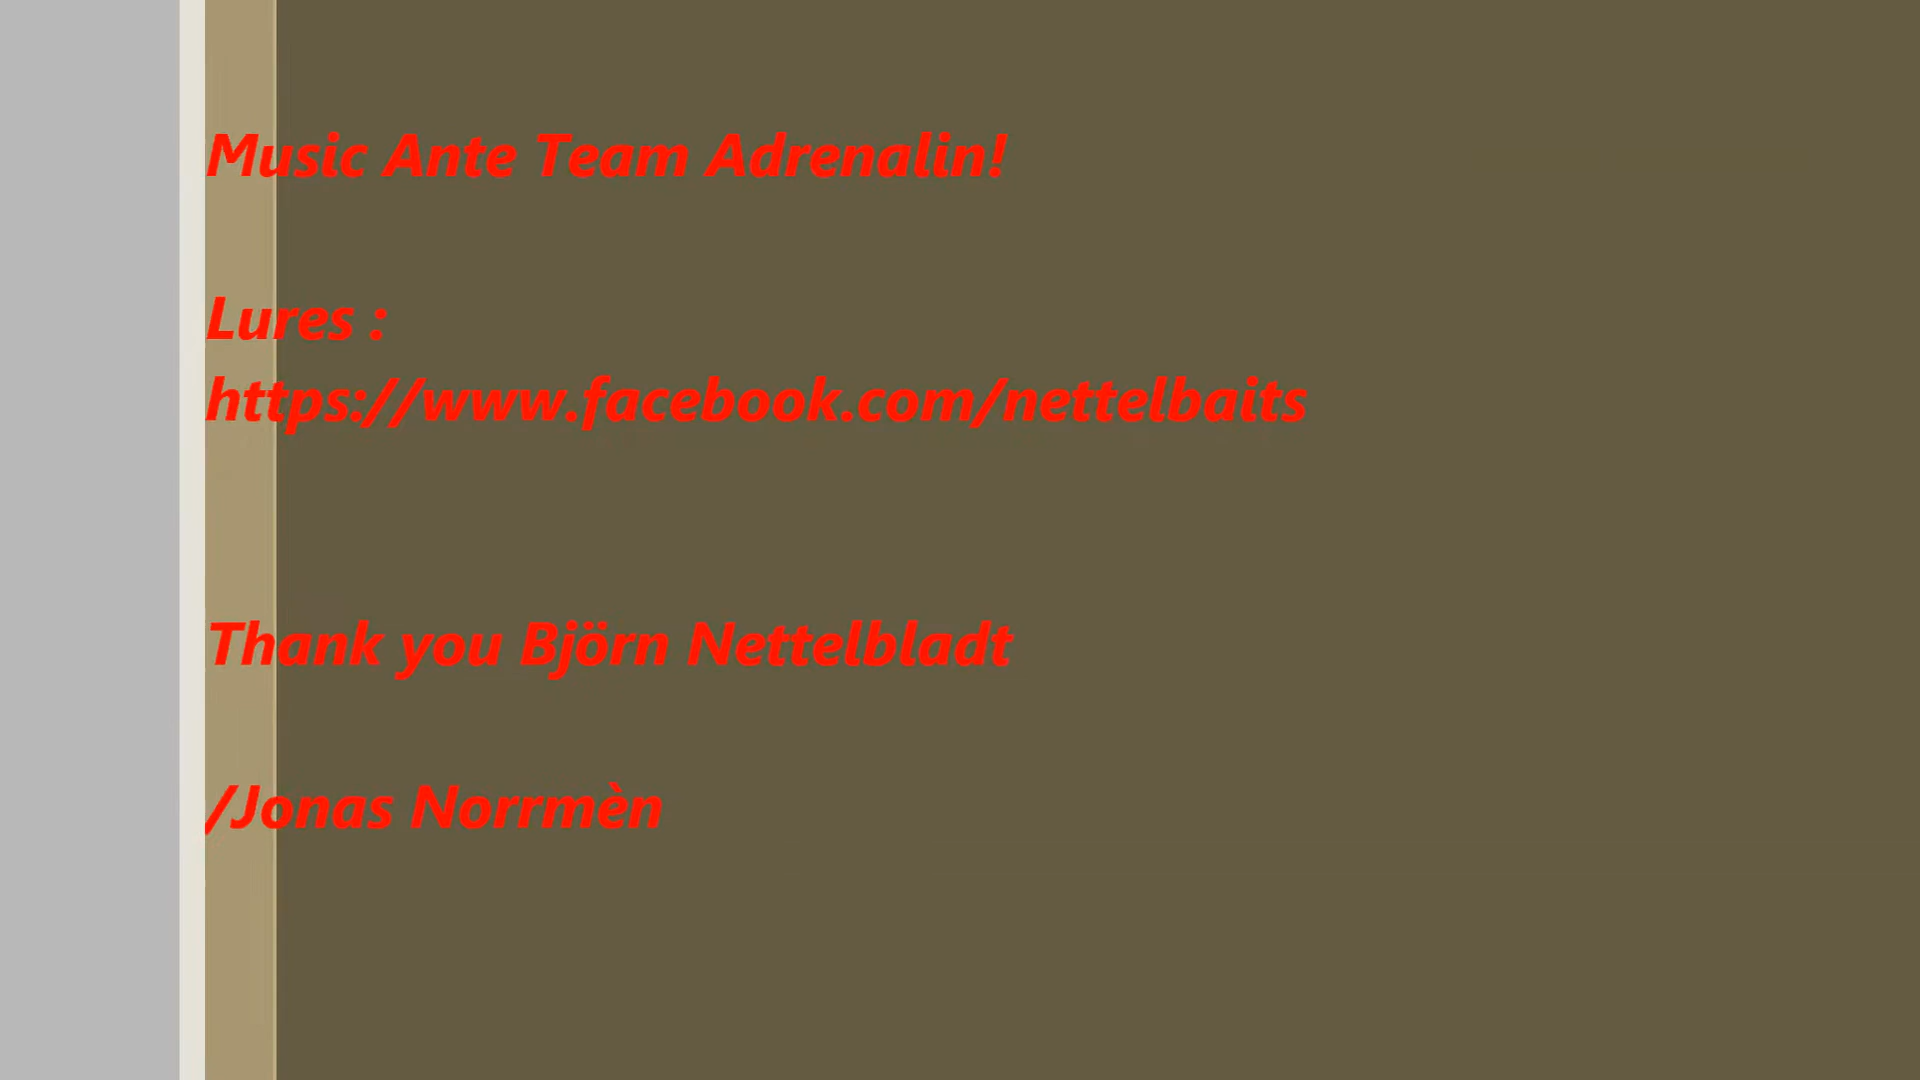 Music Ante Team Adrenalin!
Lures :
https://www.facebook.com/nettelbaits
Thank you Björn Nettelbladt
/Jonas Norrmèn